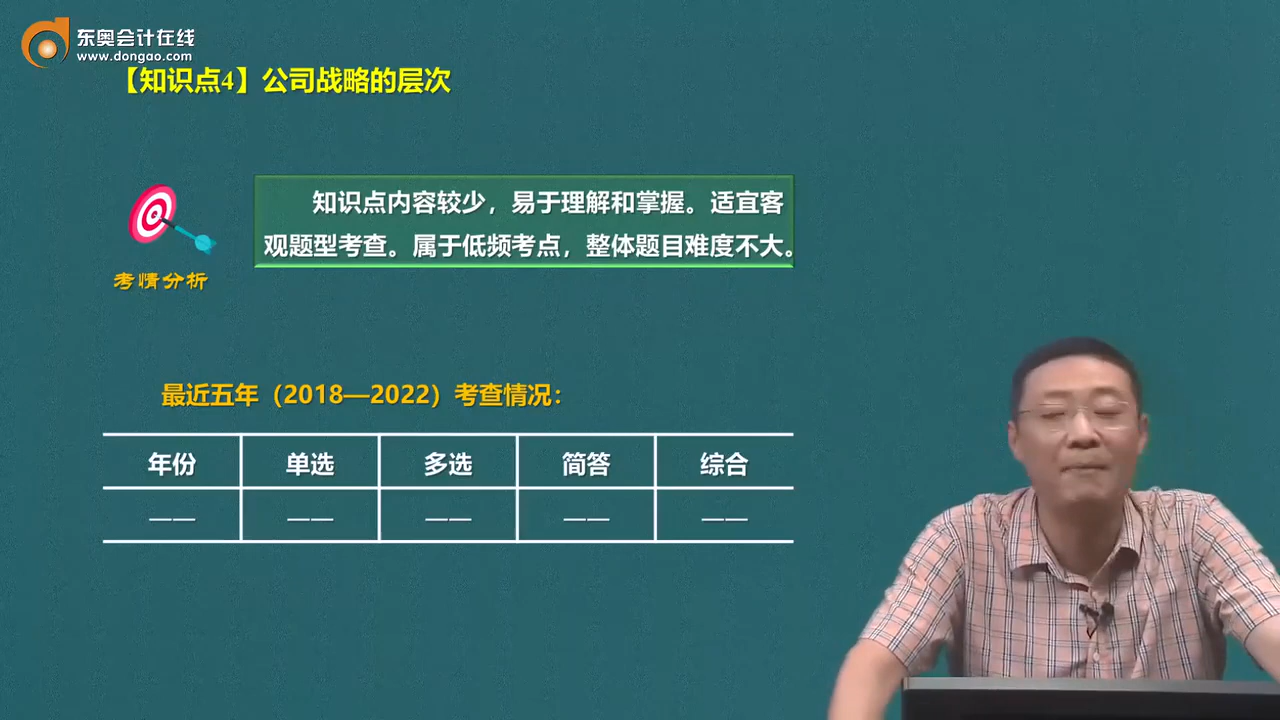 东奥会计在线
www.dongao.com
【知识点4】公司战略的层次
知识点内容较少，易于理解和掌握。适宜客
观题型考查。属于低频考点，整体题目难度不大。
考情分析
最近五年（2018—2022）考查情况：
年份 单选 多选 简答 综合
—— —— —— —— ——